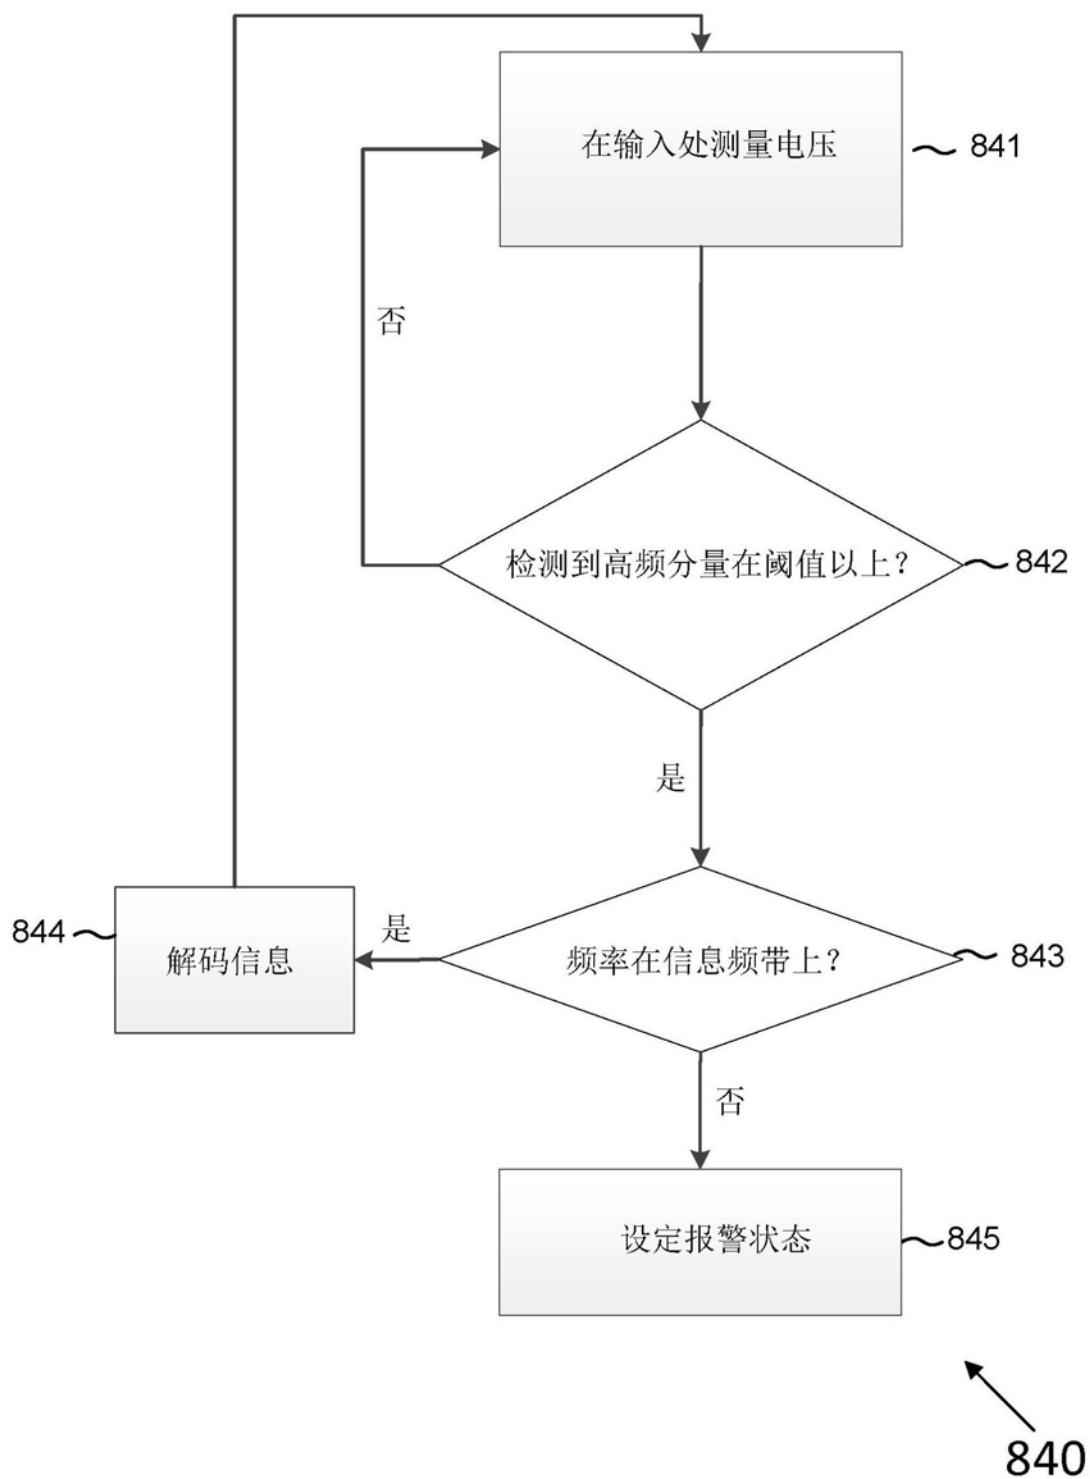 在输入处测量电压
841
否
检测到高频分量在阈值以上？
842
是
844
解码信息
是
频率在信息频带上？
843
否
设定报警状态
845
840